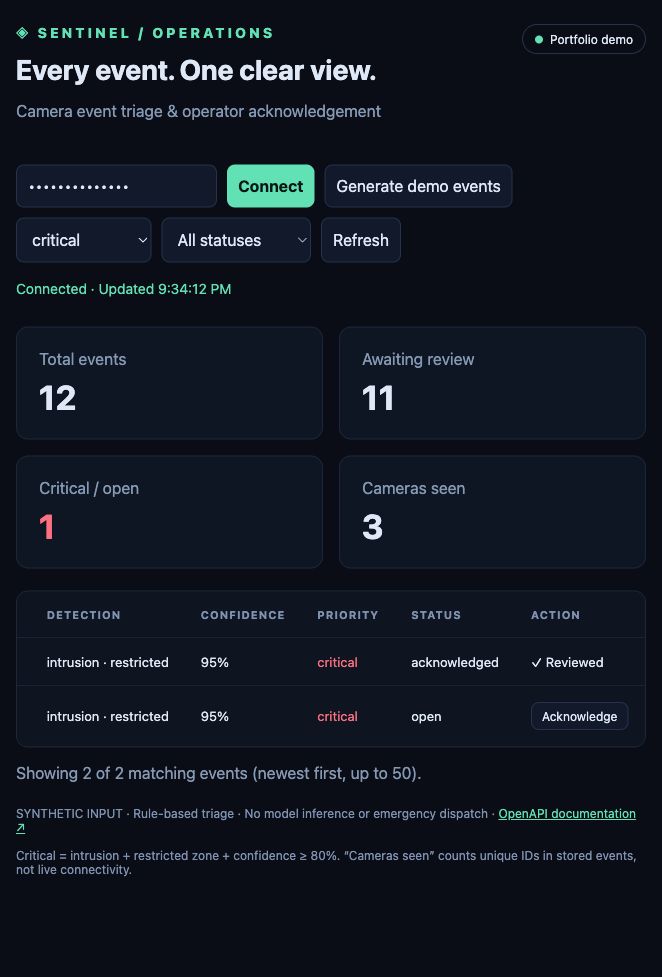 ◈ SENTINEL / OPERATIONS
Portfolio demo
Every event. One clear view.
Camera event triage & operator acknowledgement
•••••••••••••• Connect Generate demo events
critical All statuses Refresh
Connected · Updated 9:34:12 PM
Total events Awaiting review
12 11
Critical / open Cameras seen
1 3
DETECTION CONFIDENCE PRIORITY STATUS ACTION
intrusion · restricted 95% critical acknowledged ✓ Reviewed
intrusion · restricted 95% critical open Acknowledge
Showing 2 of 2 matching events (newest first, up to 50).
SYNTHETIC INPUT · Rule-based triage · No model inference or emergency dispatch · OpenAPI documentation
↗
Critical = intrusion + restricted zone + confidence ≥ 80%. “Cameras seen” counts unique IDs in stored events,
not live connectivity.